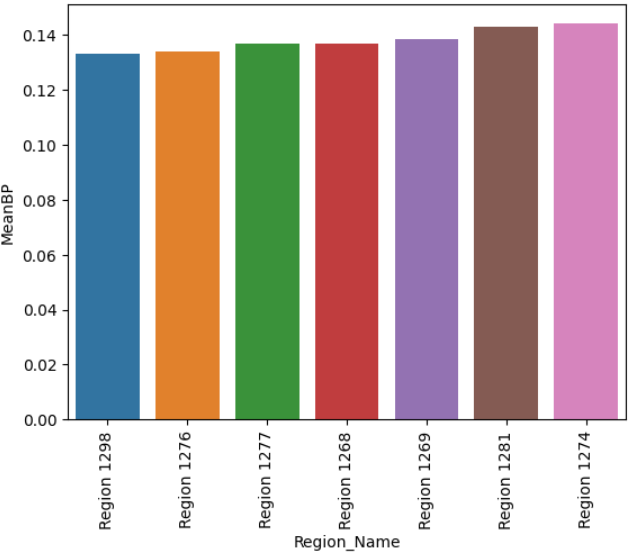 MeanBP
0.14
0.12
0.10
0.08
0.06
0.04
0.02
0.00
Region 1298
Region 1276
Region 1277
Region 1268
Region 1269
Region 1281
Region 1274
Region_Name